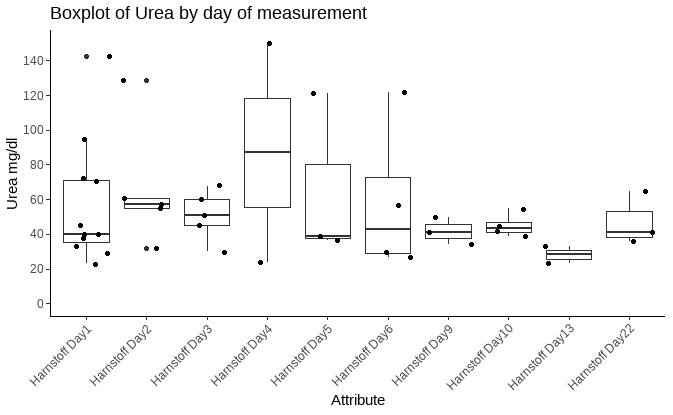 Boxplot of Urea by day of measurement
Urea mg/dl
140
120
100
80
60
40
20
0
Harnstoff Day1
Harnstoff Day2
Harnstoff Day3
Harnstoff Day4
Harnstoff Day5
Harnstoff Day6
Harnstoff Day9
Harnstoff Day10
Harnstoff Day13
Harnstoff Day22
Attribute